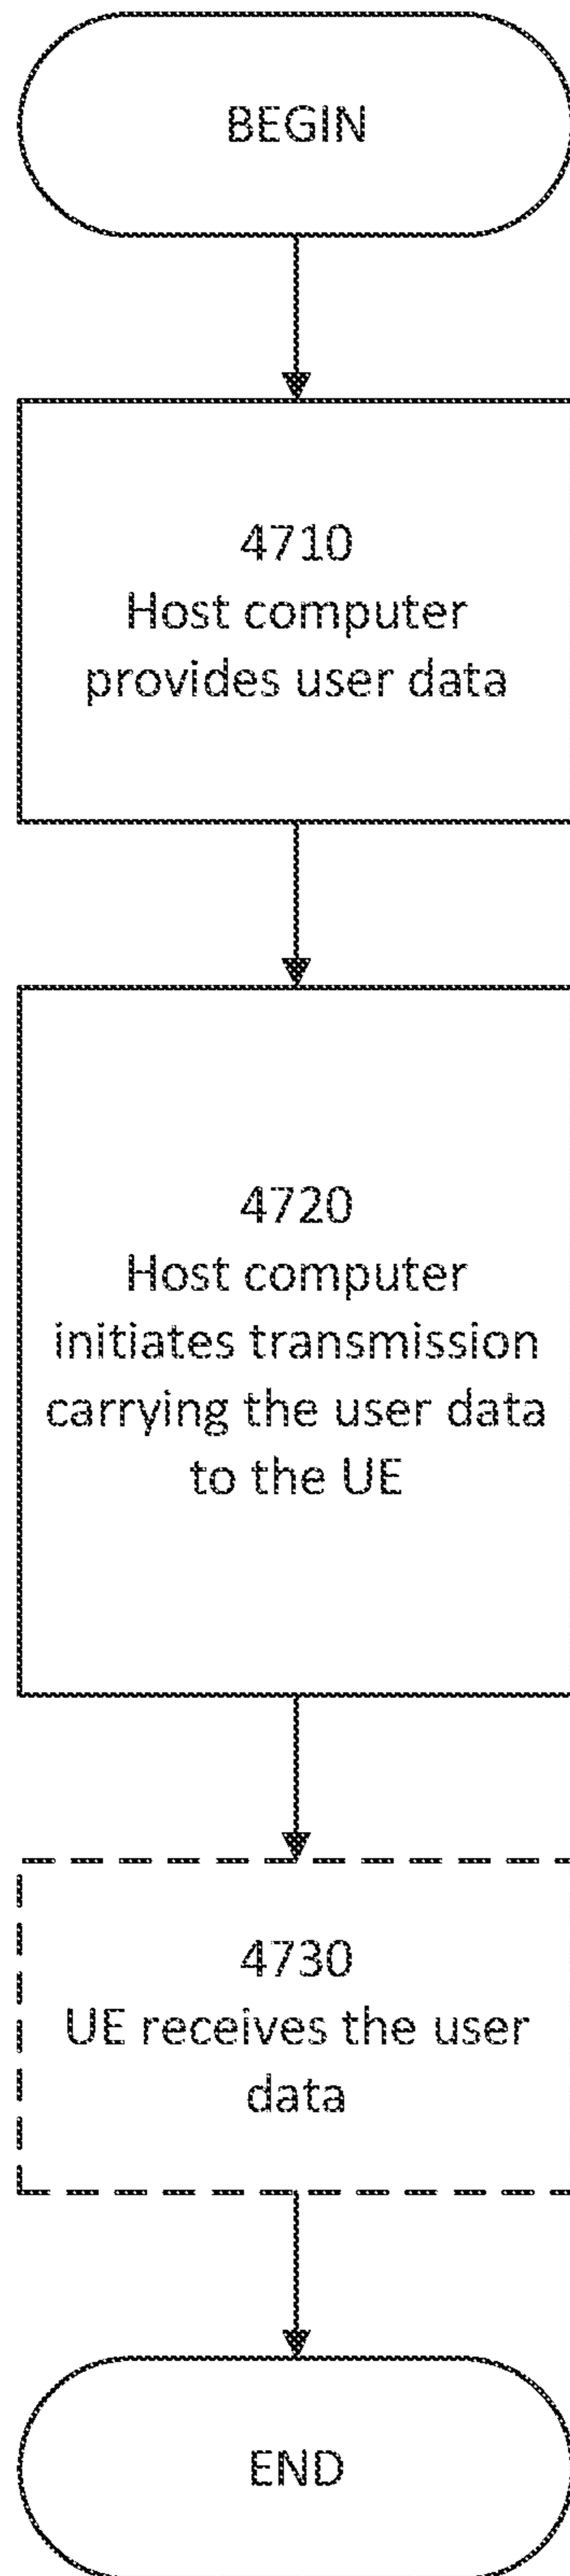 BEGIN
4710
Host computer
provides user data
4720
Host computer
initiates transmission
carrying the user data
to the UE
4730
UE receives the user
data
END